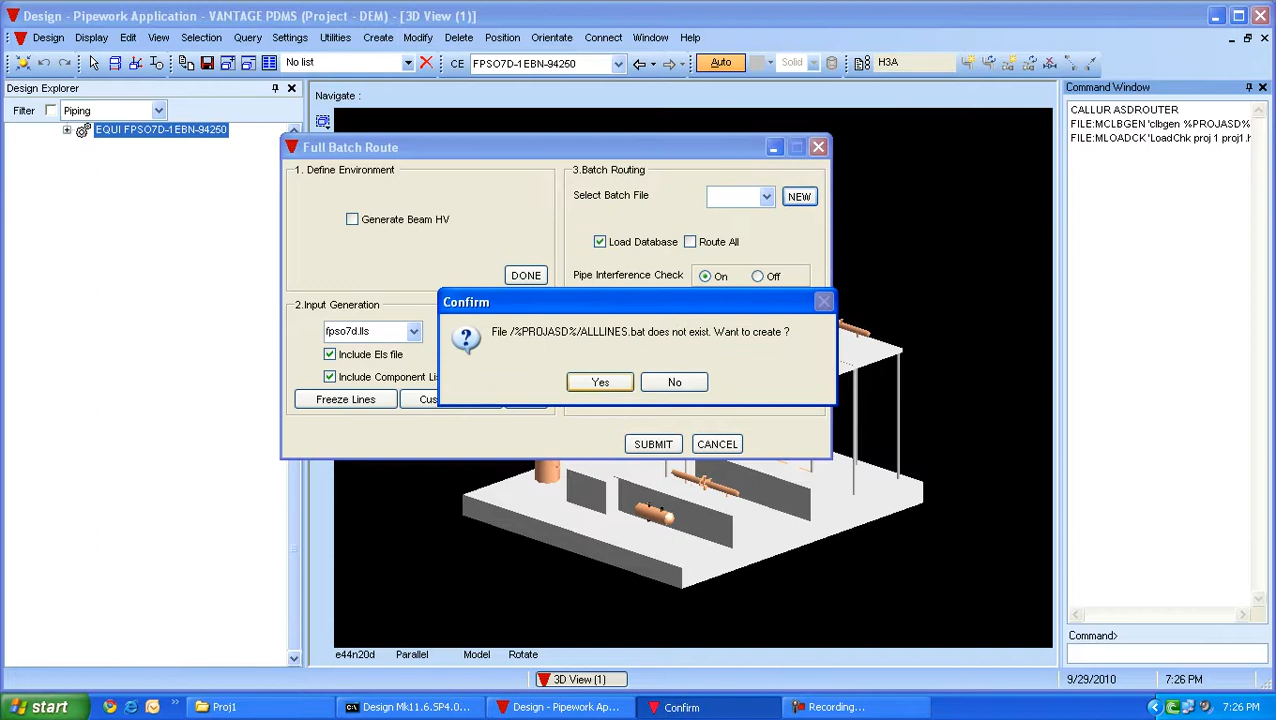 Design - Pipework Application - VANTAGE PDMS (Project - DEM) - [3D View (1)]
Design Display Edit View Selection Query Settings Utilities Create Modify Delete Position Orientate Connect Window Help
No list CE FPSO7D-1EBN-94250 Auto Solid H3A
Design Explorer
Navigate :
Command Window
Filter Piping
EQUI FPSO7D-1EBN-94250
CALLUR ASDROUTER
FILE:MCLBGEN 'clbgen %PROJASD%
FILE:MLOADCK 'LoadChk proj 1 proj1.
Full Batch Route
1. Define Environment
Generate Beam HV
DONE
2.Input Generation
fpso7d.lls
Include Els file
Include Component Lis
Freeze Lines Cus
3.Batch Routing
Select Batch File NEW
Load Database Route All
Pipe Interference Check On Off
Confirm
File /%PROJASD%/ALLLINES.bat does not exist. Want to create ?
Yes No
SUBMIT CANCEL
e44n20d Parallel Model Rotate
Command>
3D View (1)
9/29/2010 7:26 PM
start Proj1 Design Mk11.6.SP4.0... Design - Pipework Ap... Confirm Recording... 7:26 PM